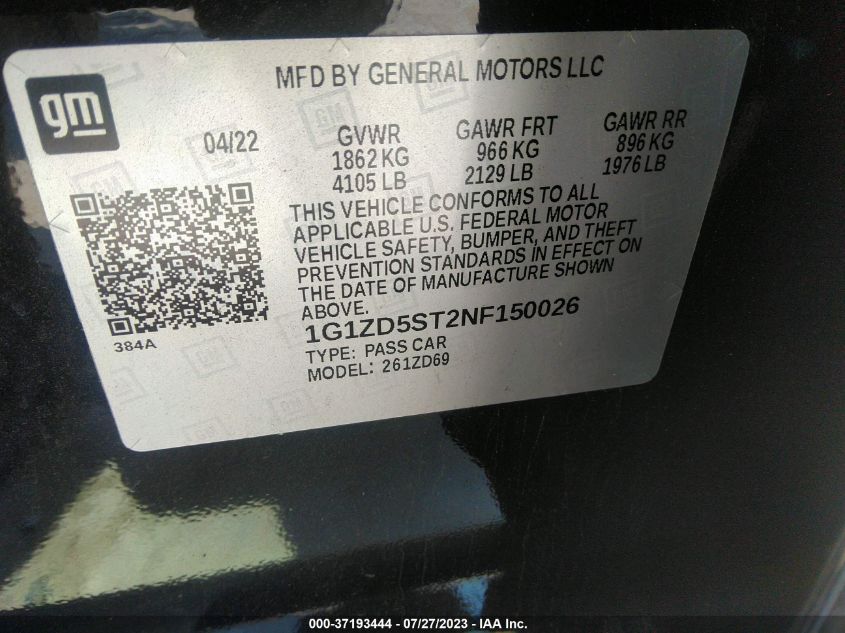 MFD BY GENERAL MOTORS LLC
gm
04/22
GVWR
1862 KG
4105 LB
GAWR FRT
966 KG
2129 LB
GAWR RR
896 KG
1976 LB
THIS VEHICLE CONFORMS TO ALL
APPLICABLE U.S. FEDERAL MOTOR
VEHICLE SAFETY, BUMPER, AND THEFT
PREVENTION STANDARDS IN EFFECT ON
THE DATE OF MANUFACTURE SHOWN
ABOVE.
384A
1G1ZD5ST2NF150026
TYPE: PASS CAR
MODEL: 261ZD69
000-37193444 / 07/27/2023 - IAA Inc.